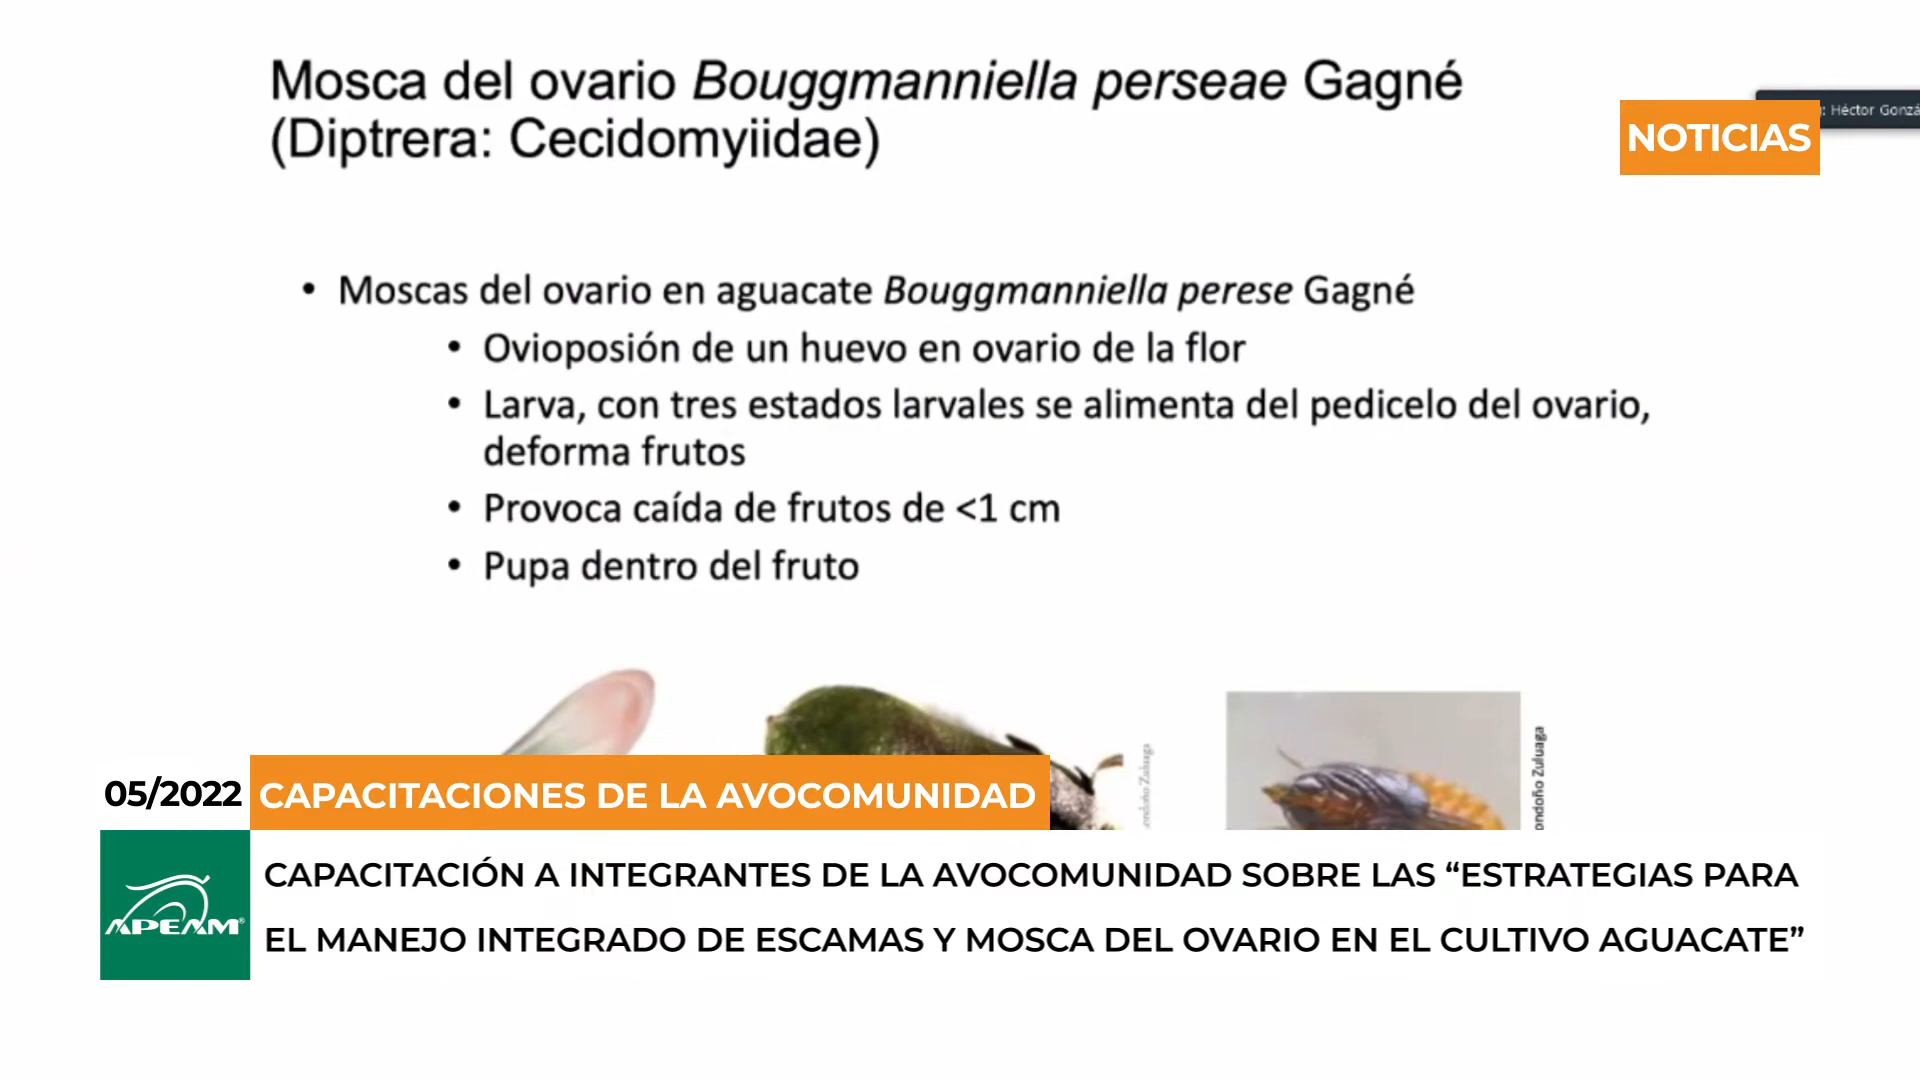 Mosca del ovario Bouggmanniella perseae Gagné
(Diptrera: Cecidomyiidae)
: Héctor
NOTICIAS
• Moscas del ovario en aguacate Bouggmanniella perese Gagné
• Ovioposión de un huevo en ovario de la flor
• Larva, con tres estados larvales se alimenta del pedicelo del ovario,
deforma frutos
• Provoca caída de frutos de <1 cm
• Pupa dentro del fruto
Zuluaga
ondoño Zuluaga
05/2022
CAPACITACIONES DE LA AVOCOMUNIDAD
APEAM®
CAPACITACIÓN A INTEGRANTES DE LA AVOCOMUNIDAD SOBRE LAS “ESTRATEGIAS PARA
EL MANEJO INTEGRADO DE ESCAMAS Y MOSCA DEL OVARIO EN EL CULTIVO AGUACATE”